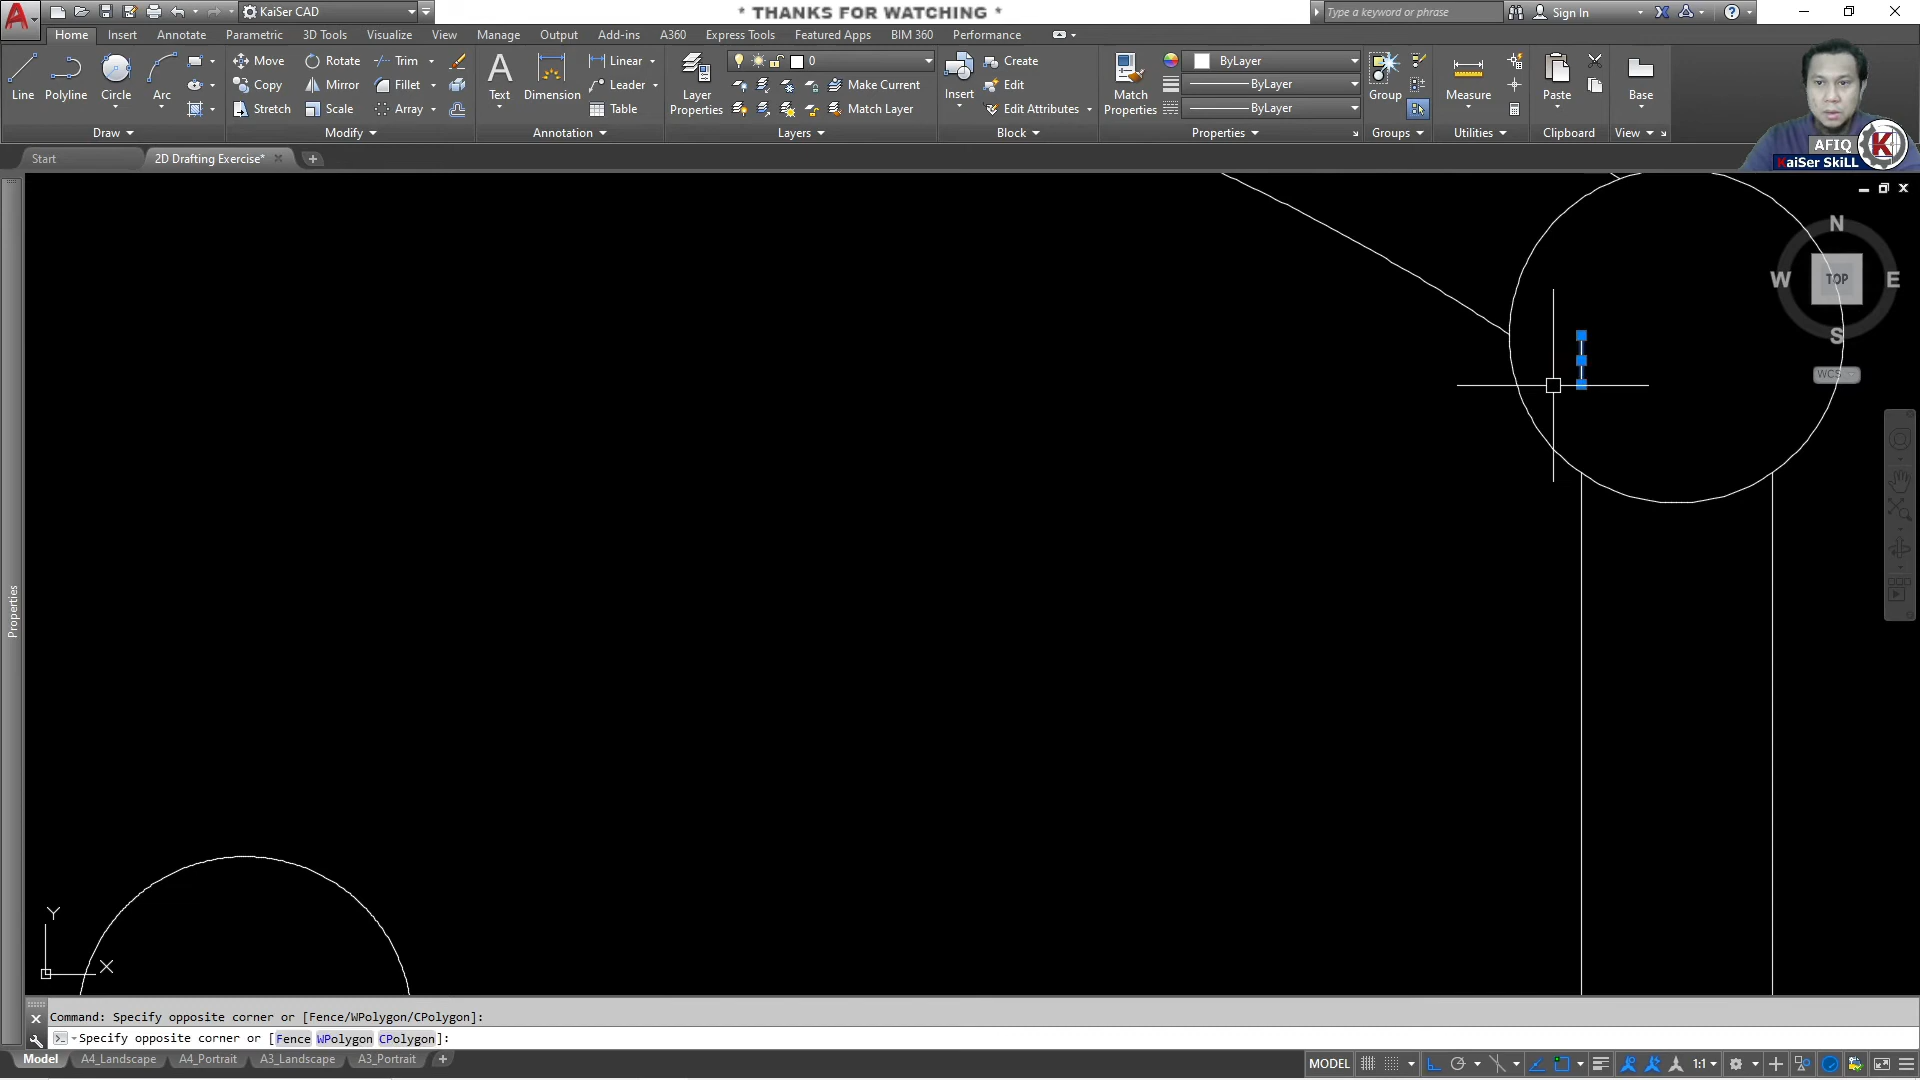 KaiSer CAD
* THANKS FOR WATCHING *
Type a keyword or phrase
Sign In
Home Insert Annotate Parametric 3D Tools Visualize View Manage Output Add-ins A360 Express Tools Featured Apps BIM 360 Performance
Line Polyline Circle Arc
Move Rotate Trim
Copy Mirror Fillet
Stretch Scale Array
Text Dimension
Linear
Leader
Table
Layer Properties
0
Make Current
Match Layer
Insert
Create
Edit
Edit Attributes
Match Properties
ByLayer
ByLayer
ByLayer
Group
Measure
Paste
Base
Draw Modify Annotation Layers Block Properties Groups Utilities Clipboard View
AFIQ
KaiSer SkiLL
K
Start
2D Drafting Exercise*
N
W TOP E
S
WCS
Properties
Y
X
Command: Specify opposite corner or [Fence/WPolygon/CPolygon]:
Specify opposite corner or [Fence WPolygon CPolygon]:
Model A4_Landscape A4_Portrait A3_Landscape A3_Portrait
MODEL
1:1